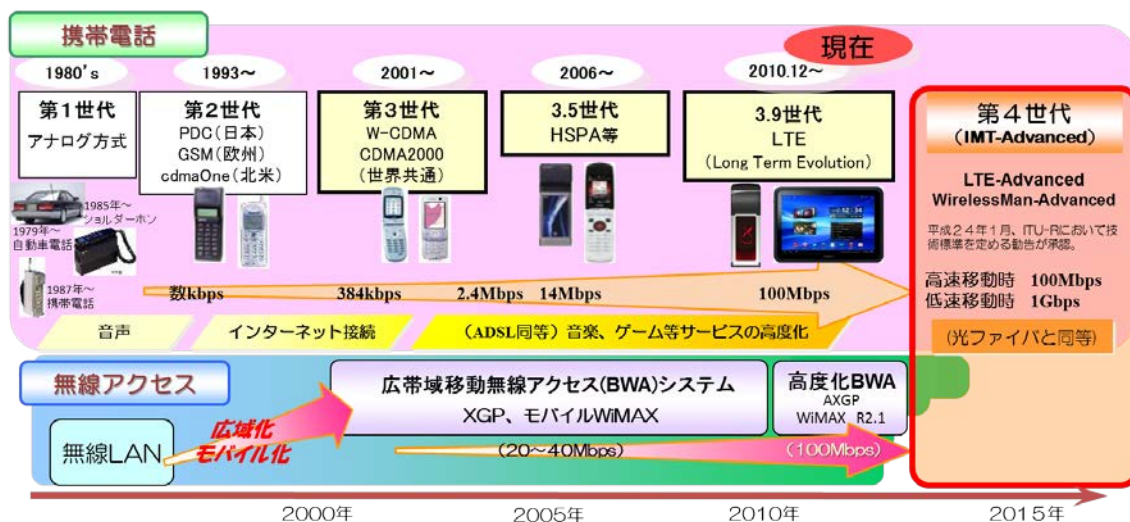 携帯電話
現在
1980's
1993～
2001～
2006～
2010.12～
第1世代
アナログ方式
第2世代
PDC(日本)
GSM(欧州)
cdmaOne(北米)
第3世代
W-CDMA
CDMA2000
(世界共通)
3.5世代
HSPA等
3.9世代
LTE
(Long Term Evolution)
第4世代
(IMT-Advanced)
LTE-Advanced
WirelessMan-Advanced
平成24年1月、ITU-Rにおいて技
術標準を定める勧告が承認。
高速移動時 100Mbps
低速移動時 1Gbps
(光ファイバと同等)
1985年～
ショルダーホン
1979年～
自動車電話
1987年～
携帯電話
数kbps
384kbps
2.4Mbps
14Mbps
100Mbps
音声
インターネット接続
(ADSL同等)音楽、ゲーム等サービスの高度化
無線アクセス
無線LAN
広域化
モバイル化
広帯域移動無線アクセス(BWA)システム
XGP、モバイルWiMAX
(20～40Mbps)
高度化BWA
AXGP
WiMAX R2.1
(100Mbps)
2000年
2005年
2010年
2015年